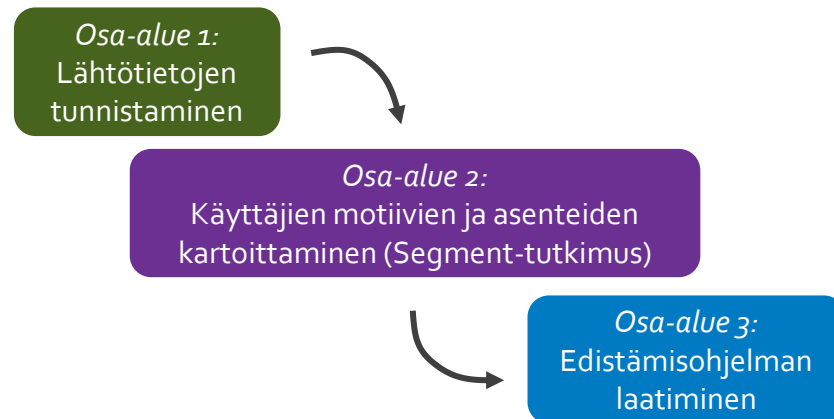 Osa-alue 1:
Lähtötietojen
tunnistaminen
Osa-alue 2:
Käyttäjien motiivien ja asenteiden
kartoittaminen (Segment-tutkimus)
Osa-alue 3:
Edistämisohjelman
laatiminen